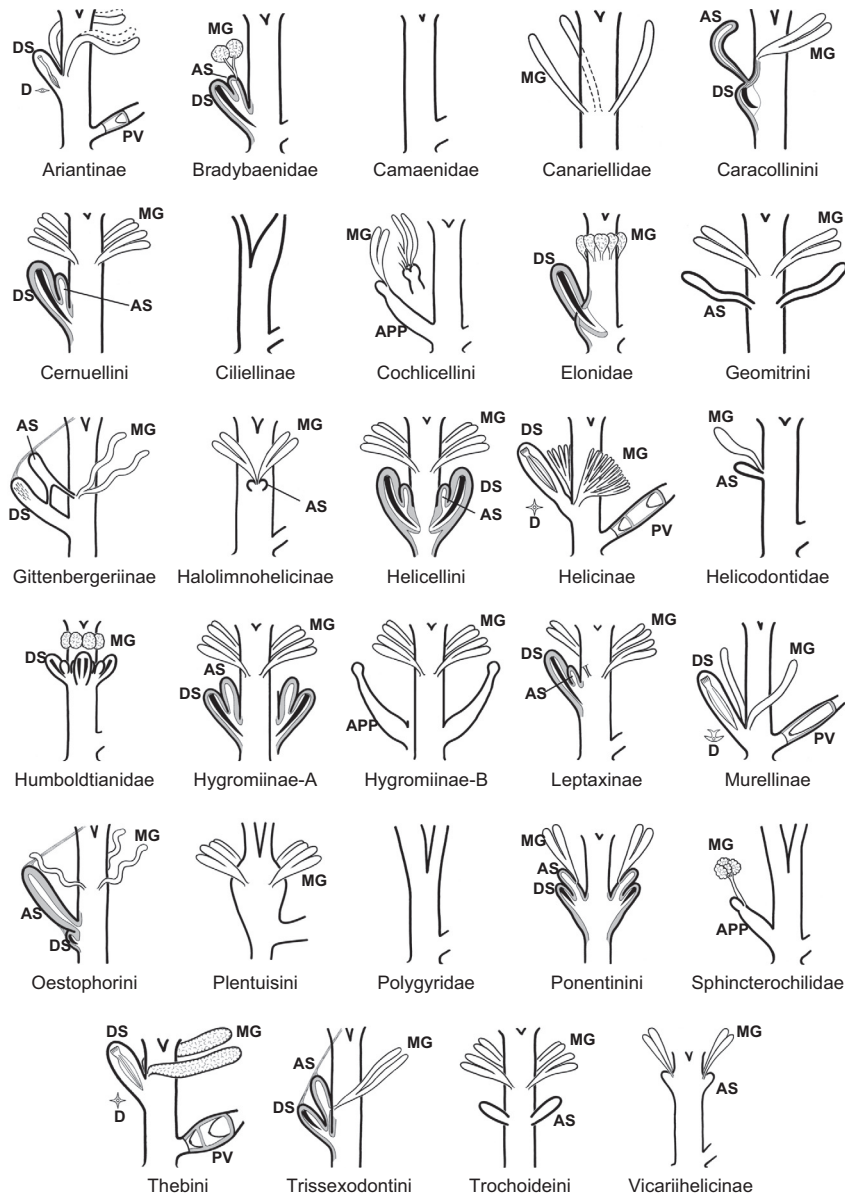 DS MG
D PV
Ariantinae
MG
AS
DS
Bradybaenidae
Camaenidae
MG
Canariellidae
AS
MG
DS
Caracollinini
MG
DS
AS
Cernuellini
Ciliellinae
MG
APP
Cochlicellini
MG
DS
Elonidae
MG
AS
Geomitrini
AS
MG
DS
Gittenbergeriinae
MG
AS
Halolimnohelicinae
MG
DS
AS
Helicellini
DS
MG
D
PV
Helicinae
MG
AS
Helicodontidae
MG
DS
Humboldtianidae
MG
AS
DS
Hygromiinae-A
MG
APP
Hygromiinae-B
MG
DS
AS
Leptaxinae
MG
DS
D
PV
Murellinae
MG
AS
DS
Oestophorini
MG
Plentuisini
Polygyridae
MG
AS
DS
Ponentinini
MG
APP
Sphincterochilidae
DS
MG
D
PV
Thebini
MG
AS
DS
Trissexodontini
MG
AS
Trochoideini
MG
AS
Vicariihelicinae